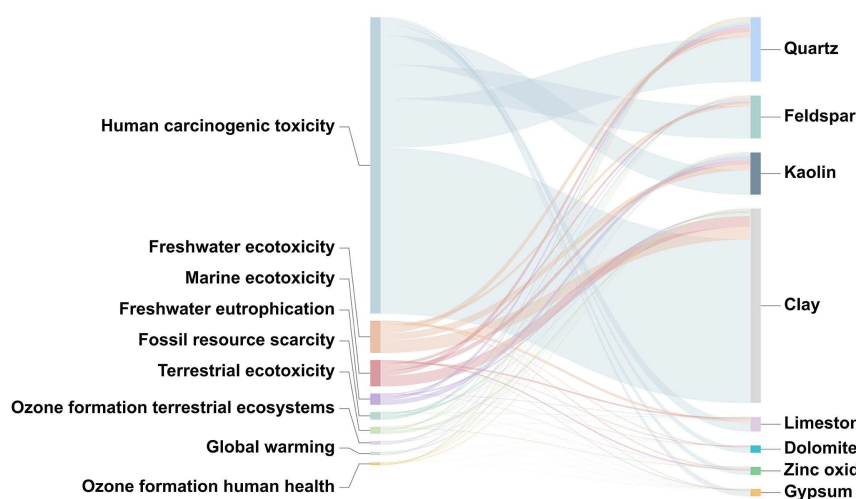 Human carcinogenic toxicity
Freshwater ecotoxicity
Marine ecotoxicity
Freshwater eutrophication
Fossil resource scarcity
Terrestrial ecotoxicity
Ozone formation terrestrial ecosystems
Global warming
Ozone formation human health
Quartz
Feldspar
Kaolin
Clay
Limestor
Dolomite
Zinc oxid
Gypsum